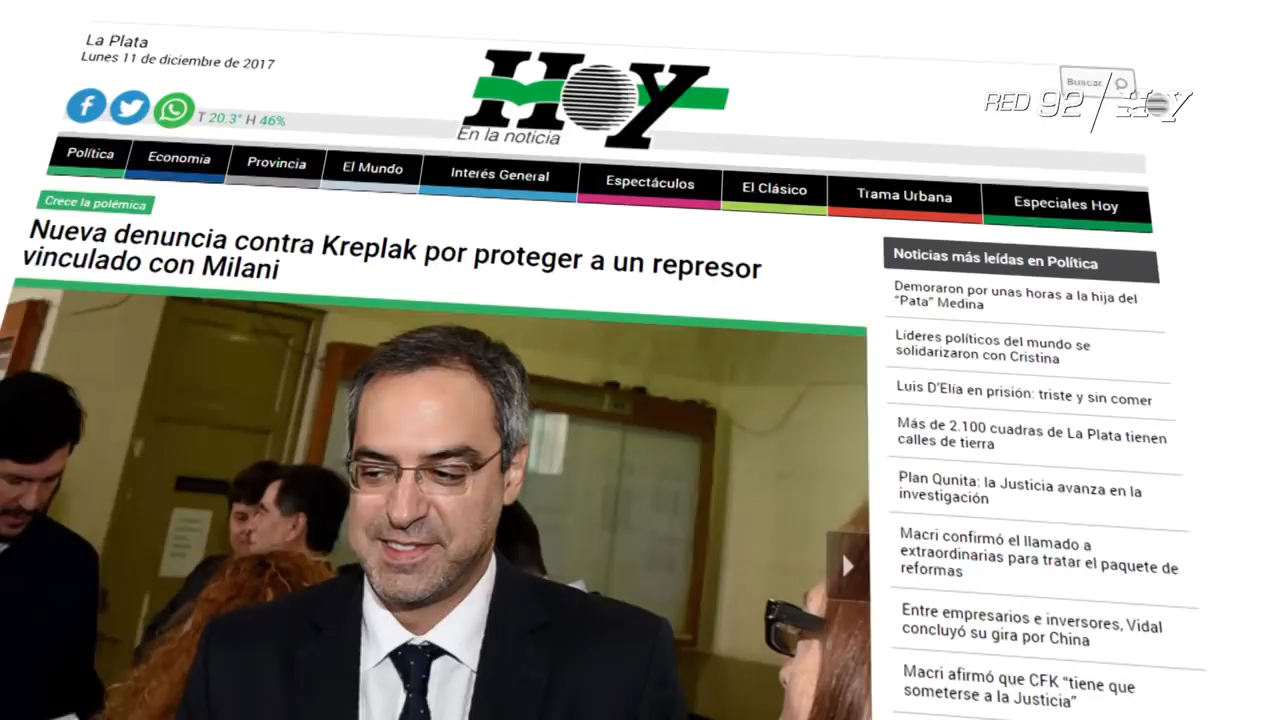 La Plata
Lunes 11 de diciembre de 2017
T 20.3° H 46%
HOY
En la noticia
Buscar
RED 92 / HOY
Política
Economia
Provincia
El Mundo
Interés General
Espectáculos
El Clásico
Trama Urbana
Especiales Hoy
Crece la polémica
Nueva denuncia contra Kreplak por proteger a un represor
vinculado con Milani
Noticias más leídas en Política
Demoraron por unas horas a la hija del
“Pata” Medina
Líderes políticos del mundo se
solidarizaron con Cristina
Luis D’Elía en prisión: triste y sin comer
Más de 2.100 cuadras de La Plata tienen
calles de tierra
Plan Qunita: la Justicia avanza en la
investigación
Macri confirmó el llamado a
extraordinarias para tratar el paquete de
reformas
Entre empresarios e inversores, Vidal
concluyó su gira por China
Macri afirmó que CFK “tiene que
someterse a la Justicia”